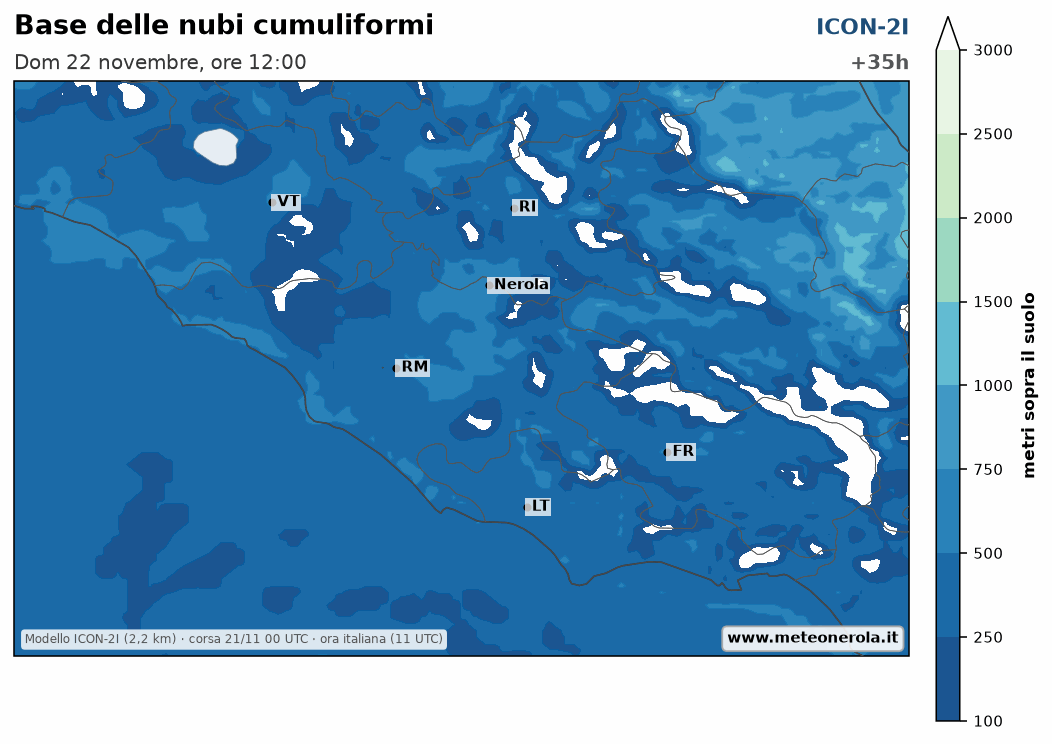 Base delle nubi cumuliformi
ICON-2I
Dom 22 novembre, ore 12:00
+35h
VT
RI
Nerola
RM
FR
LT
Modello ICON-2I (2,2 km) · corsa 21/11 00 UTC · ora italiana (11 UTC)
www.meteonerola.it
3000
2500
2000
1500
1000
750
500
250
100
metri sopra il suolo